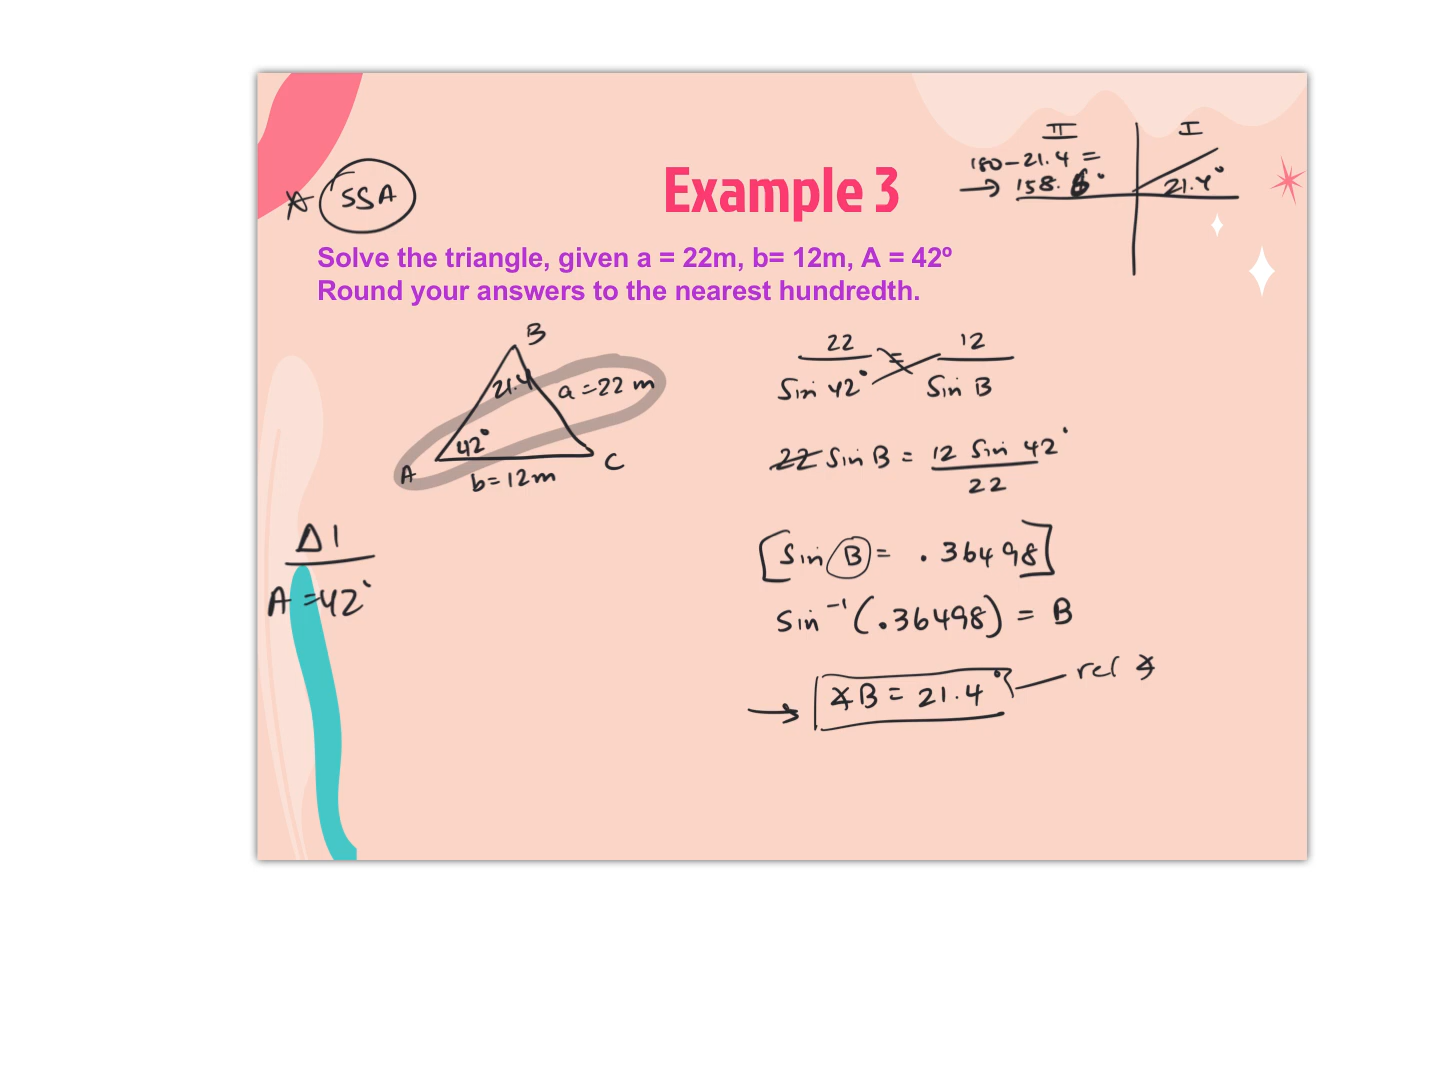 Example 3
II
I
180-21.4 =
→ 158.6°
21.4°
☆ SSA
Solve the triangle, given a = 22m, b= 12m, A = 42º
Round your answers to the nearest hundredth.
B
21.4
a = 22 m
42°
A
C
b = 12m
22 / Sin 42° = 12 / Sin B
22 Sin B = 12 Sin 42° / 22
[Sin B = .36498]
Sin⁻¹ (.36498) = B
→ ∡B = 21.4° — ref ∡
Δ1
A = 42°